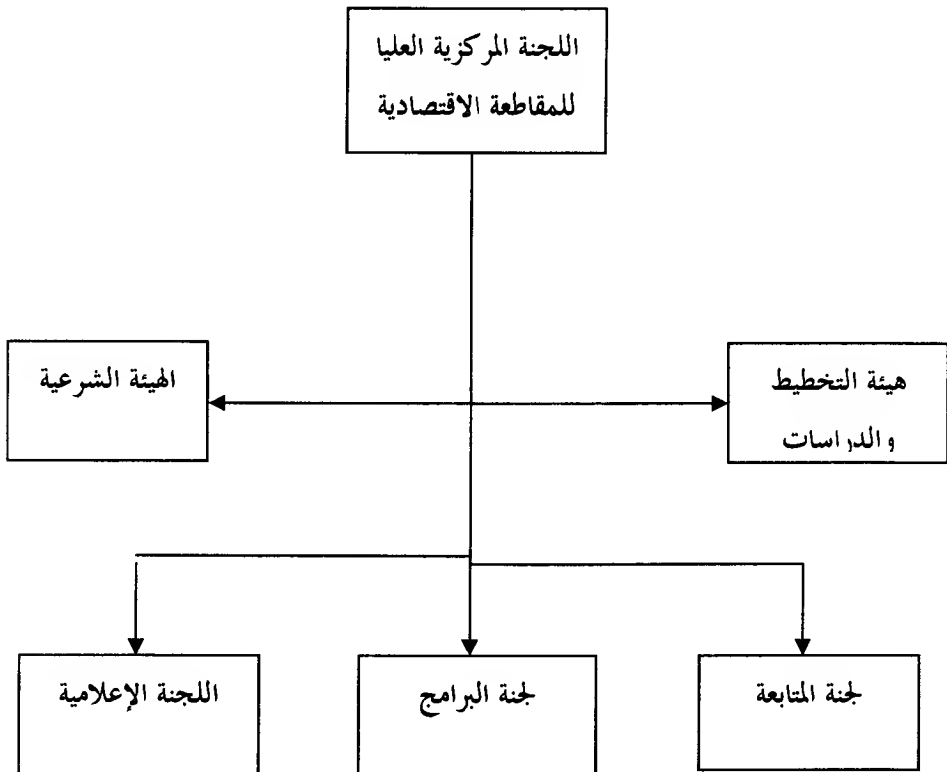 اللجنة المركزية العليا
للمقاطعة الاقتصادية
هيئة التخطيط
والدراسات
الهيئة الشرعية
لجنة المتابعة
لجنة البرامج
اللجنة الإعلامية